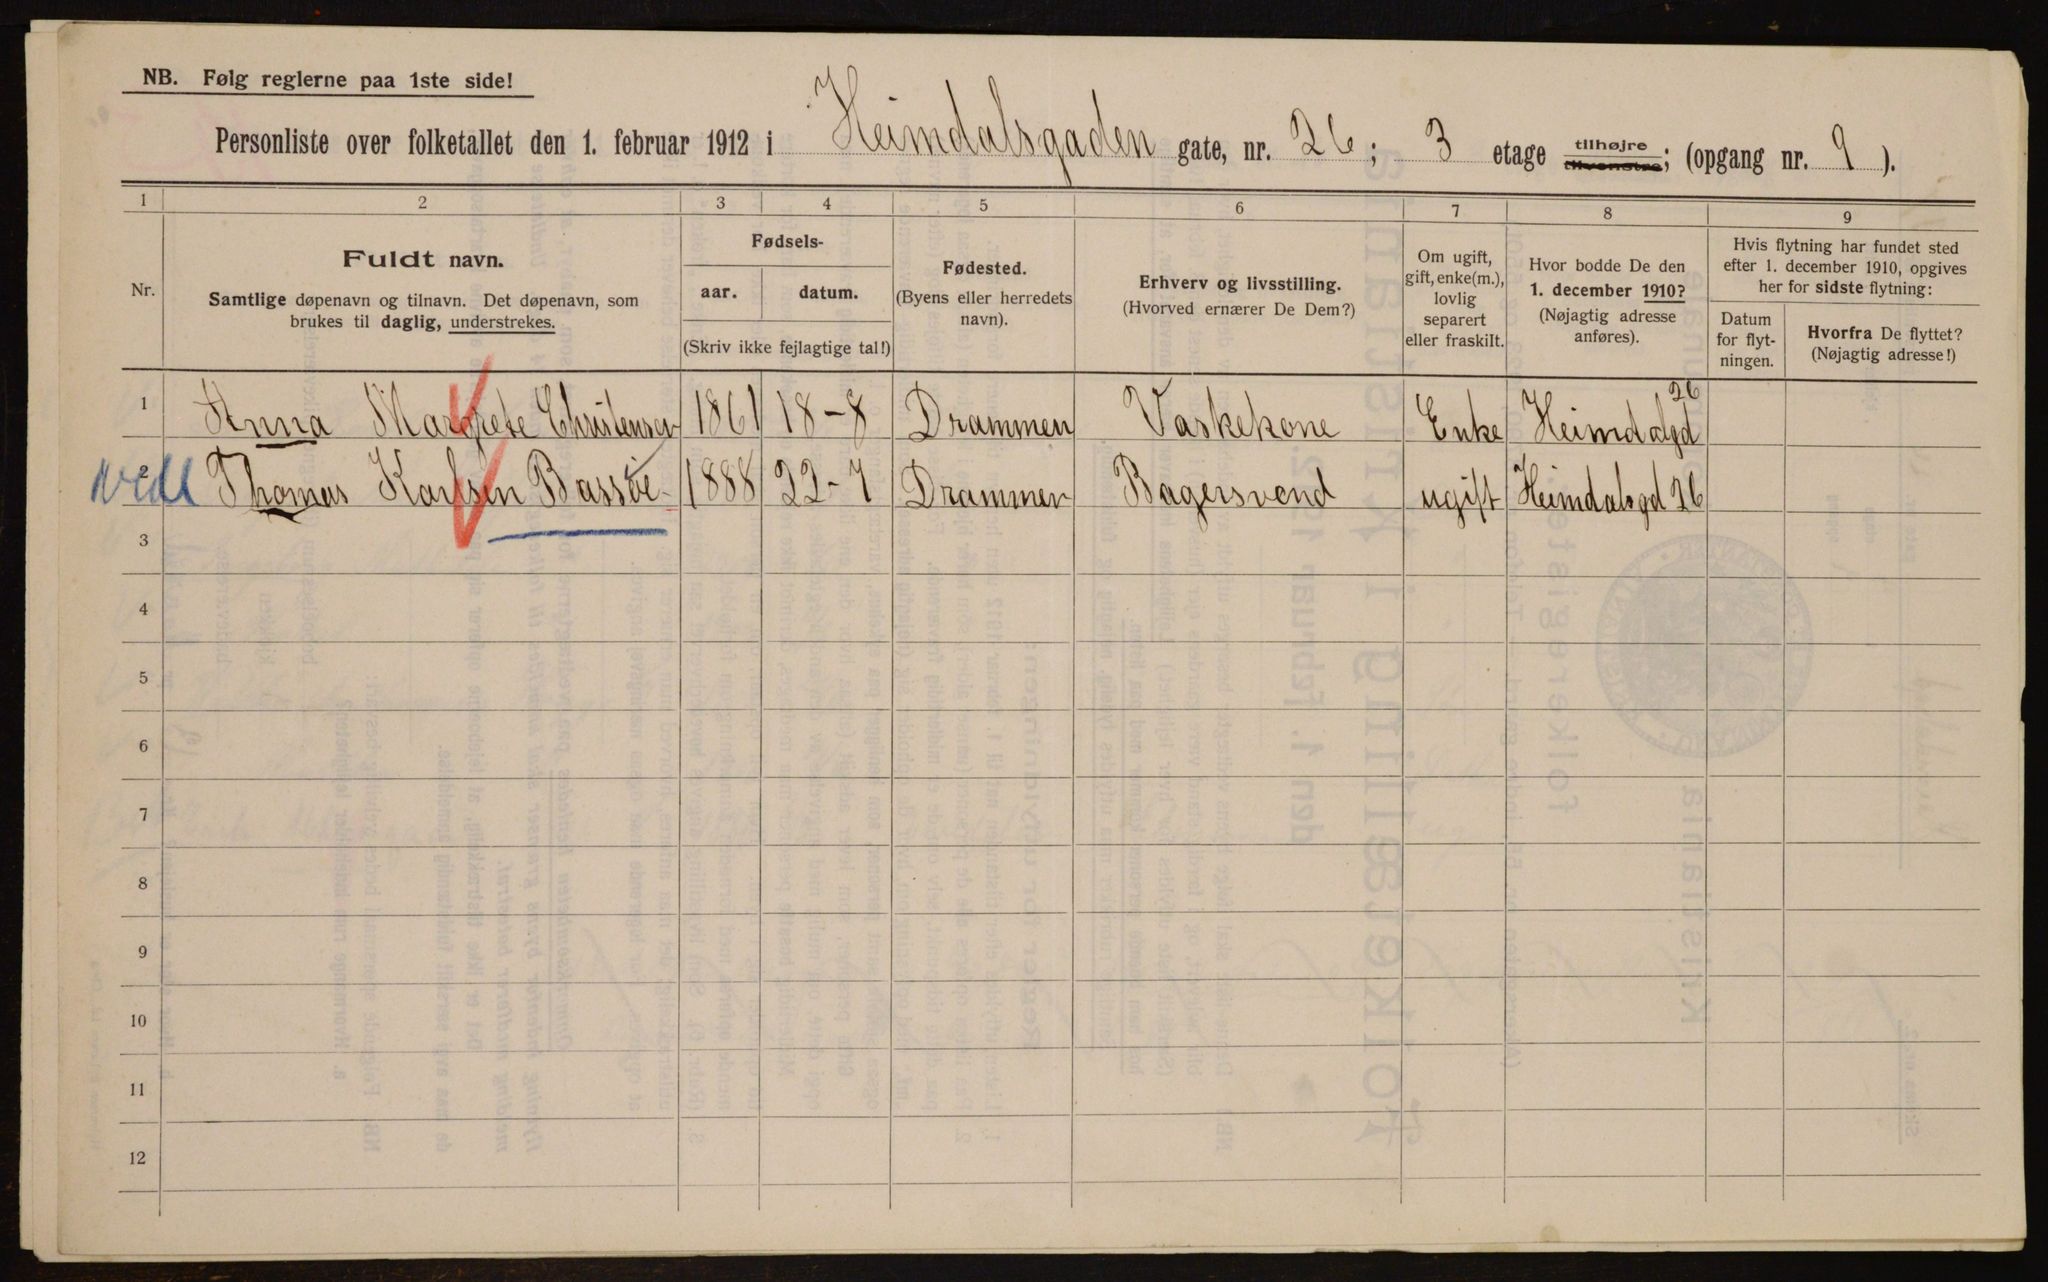 NB. Følg reglerne paa 1ste side!
Personliste over folketallet den 1. februar 1912 i Heimdalsgaden gate, nr. 26; 3 etage tilhøjre tilvenstre; (opgang nr. 9).
1 2 3 4 5 6 7 8 9
Nr.
Fuldt navn.
Samtlige døpenavn og tilnavn. Det døpenavn, som
brukes til daglig, understrekes.
Fødsels-
aar. datum.
(Skriv ikke fejlagtige tal!)
Fødested.
(Byens eller herredets
navn).
Erhverv og livsstilling.
(Hvorved ernærer De Dem?)
Om ugift,
gift, enke(m.),
lovlig
separert
eller fraskilt.
Hvor bodde De den
1. december 1910?
(Nøjagtig adresse
anføres).
Hvis flytning har fundet sted
efter 1. december 1910, opgives
her for sidste flytning:
Datum
for flyt-
ningen.
Hvorfra De flyttet?
(Nøjagtig adresse!)
1 Anna Margrete Christensen 1861 18-8 Drammen Vaskekone Enke Heimdalgd 26
2 Thomas Karlsen Bassøe 1888 22-7 Drammen Bagersvend ugift Heimdalsgd 26
3
4
5
6
7
8
9
10
11
12